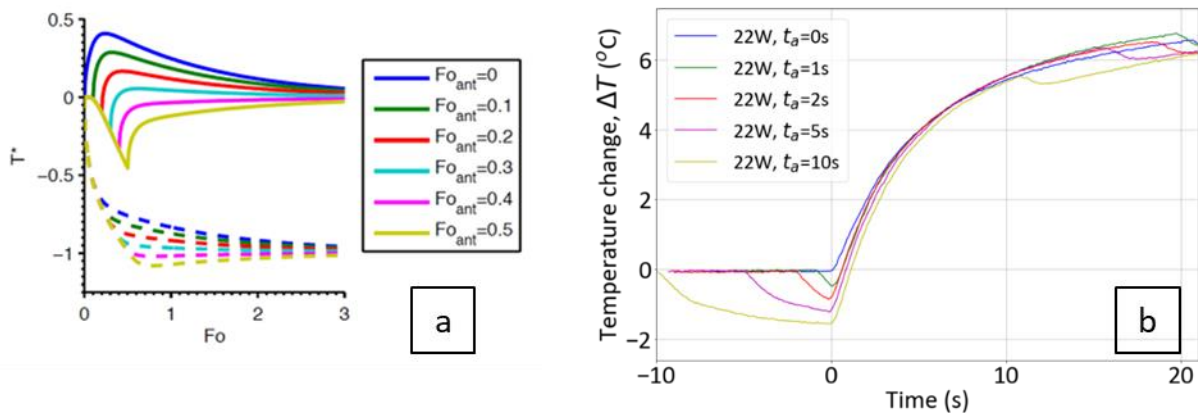 0.5
0
−0.5
−1
T*
0
1
2
3
Fo
Fo_ant=0
Fo_ant=0.1
Fo_ant=0.2
Fo_ant=0.3
Fo_ant=0.4
Fo_ant=0.5
a
Temperature change, ΔT (°C)
6
4
2
0
−2
−10
0
10
20
Time (s)
22W, t_a=0s
22W, t_a=1s
22W, t_a=2s
22W, t_a=5s
22W, t_a=10s
b